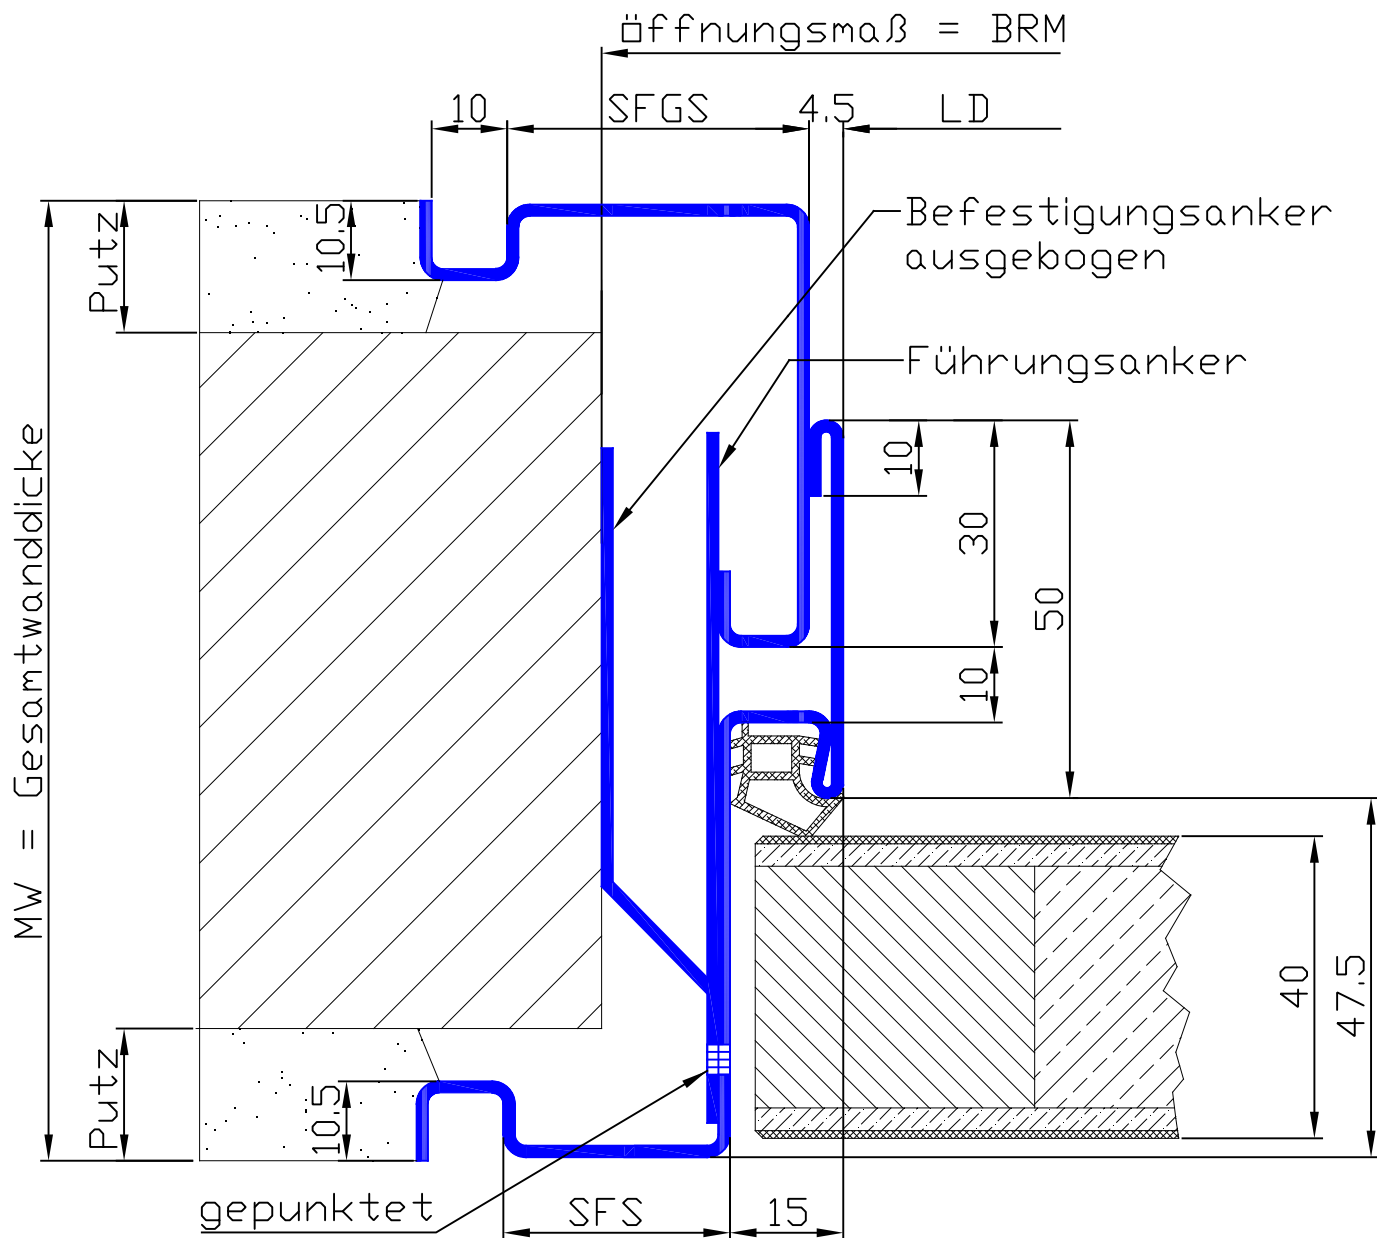 öffnungsmaß = BRM
10
SFGS
4.5
LD
Putz
10.5
Befestigungsanker
ausgebogen
Führungsanker
10
30
50
10
MW = Gesamtwanddicke
40
47.5
Putz
10.5
gepunktet
SFS
15